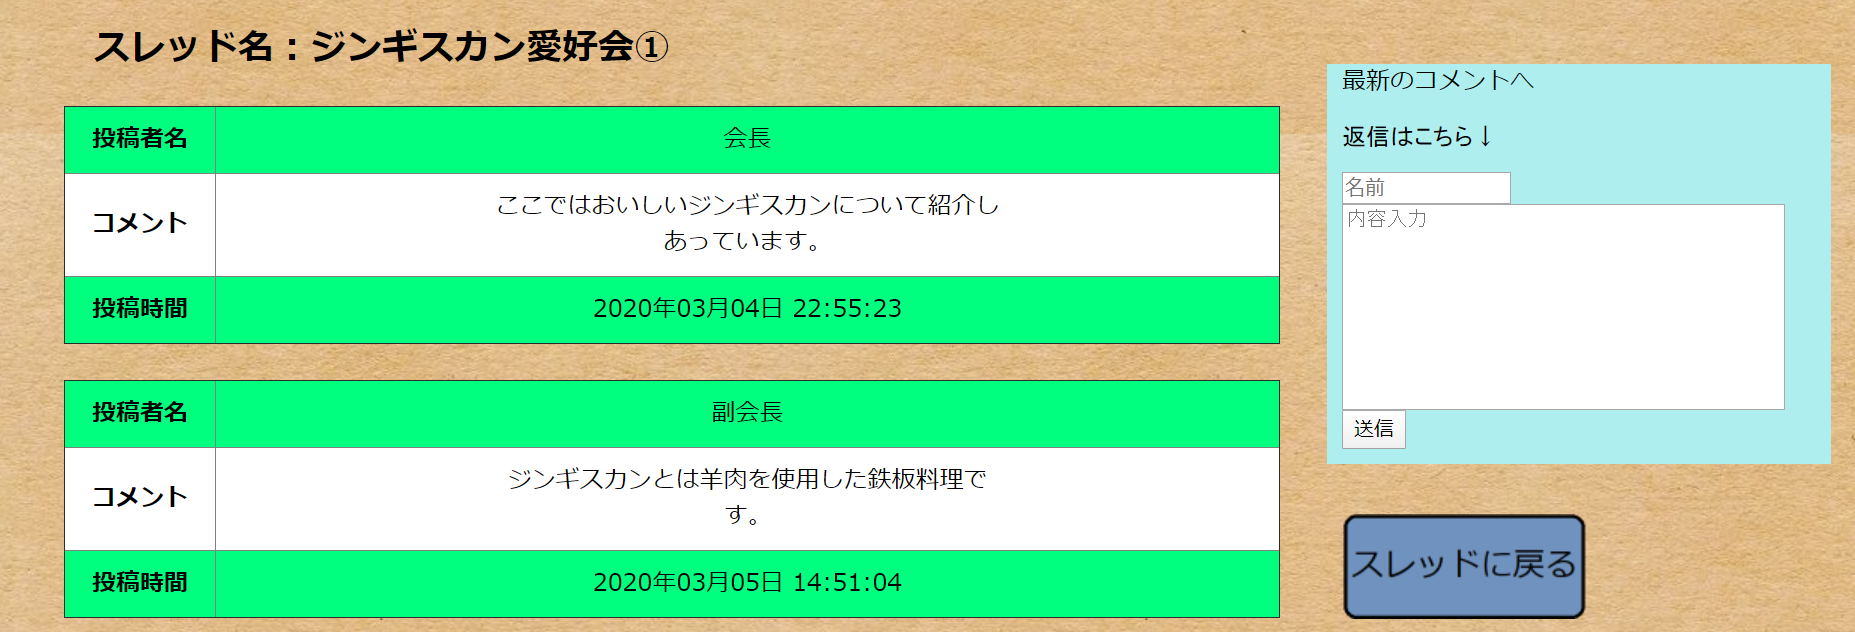 スレッド名：ジンギスカン愛好会①
投稿者名 会長
コメント ここではおいしいジンギスカンについて紹介し
あっています。
投稿時間 2020年03月04日 22:55:23
投稿者名 副会長
コメント ジンギスカンとは羊肉を使用した鉄板料理で
す。
投稿時間 2020年03月05日 14:51:04
最新のコメントへ
返信はこちら↓
名前
内容入力
送信
スレッドに戻る